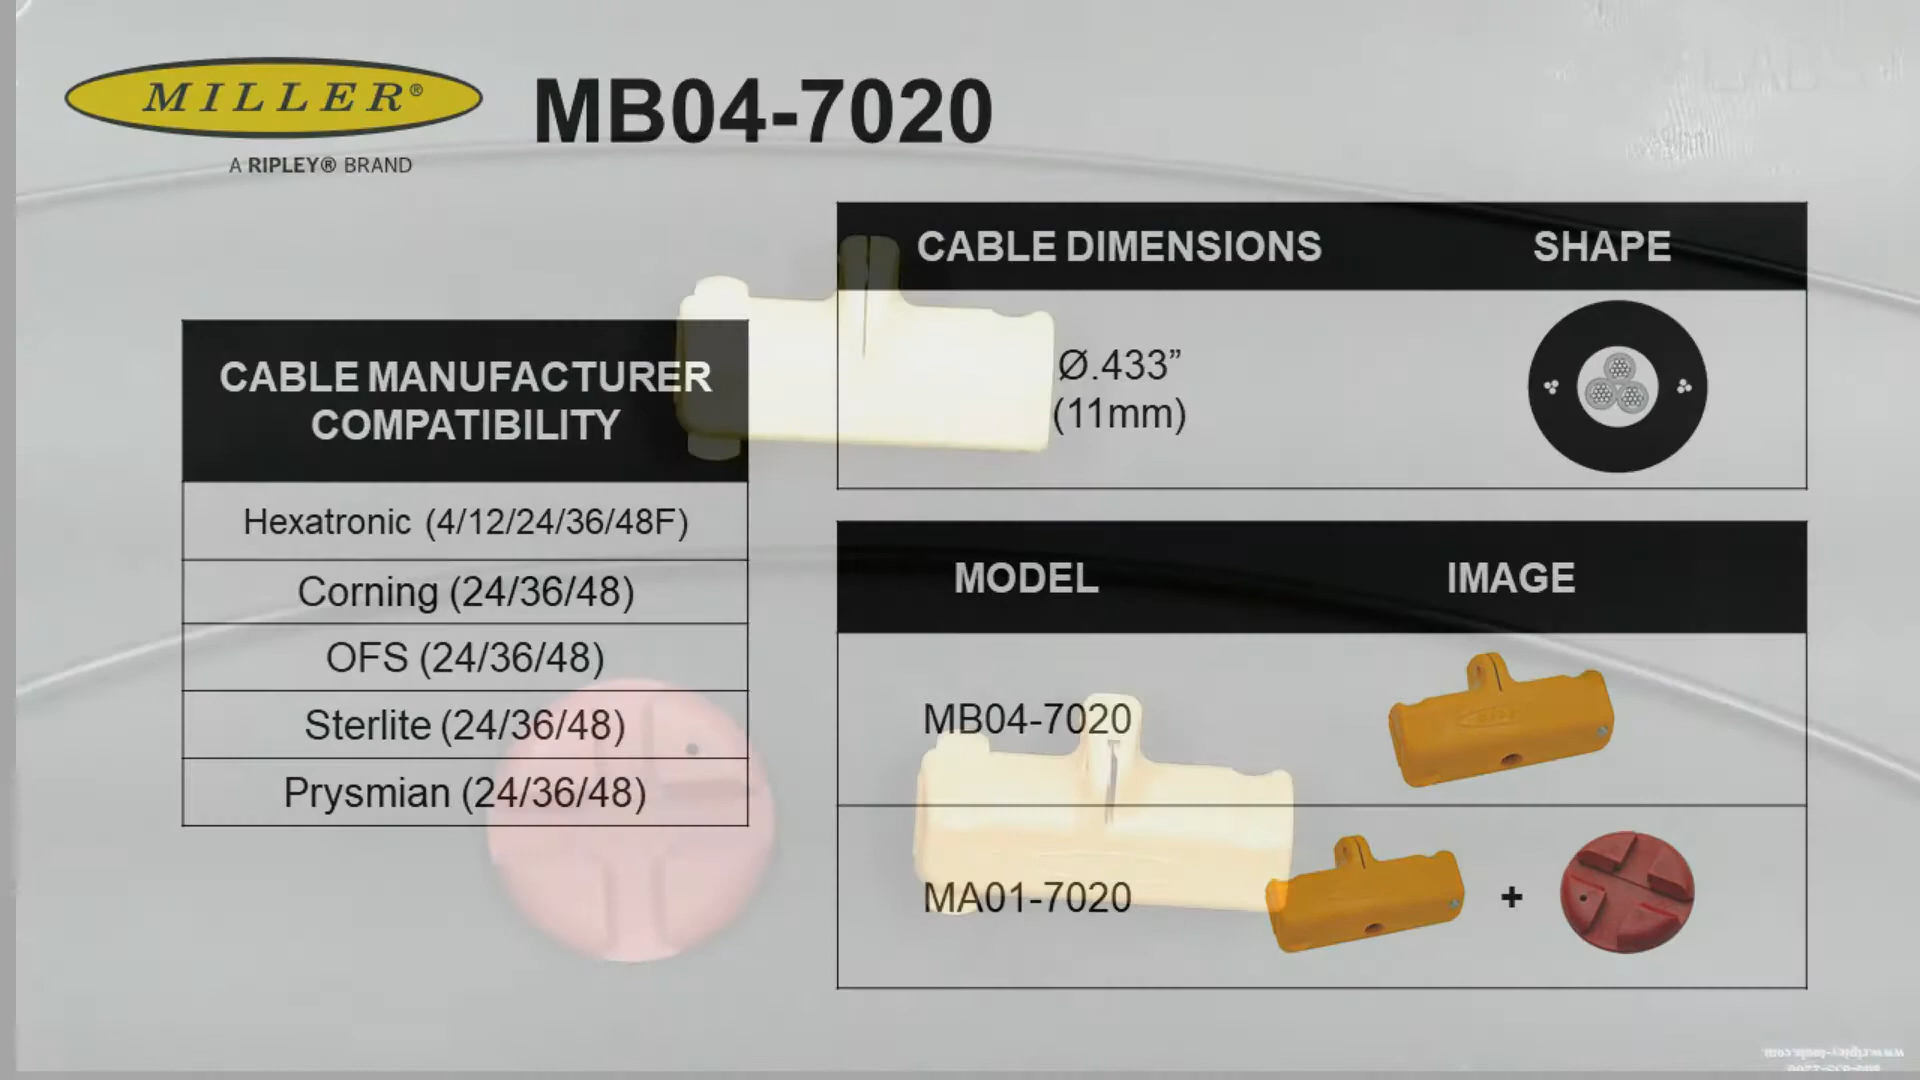 MILLER®
A RIPLEY® BRAND
MB04-7020
CABLE DIMENSIONS SHAPE
Ø.433”
(11mm)
CABLE MANUFACTURER
COMPATIBILITY
Hexatronic (4/12/24/36/48F)
Corning (24/36/48)
OFS (24/36/48)
Sterlite (24/36/48)
Prysmian (24/36/48)
MODEL IMAGE
MB04-7020
MA01-7020 +